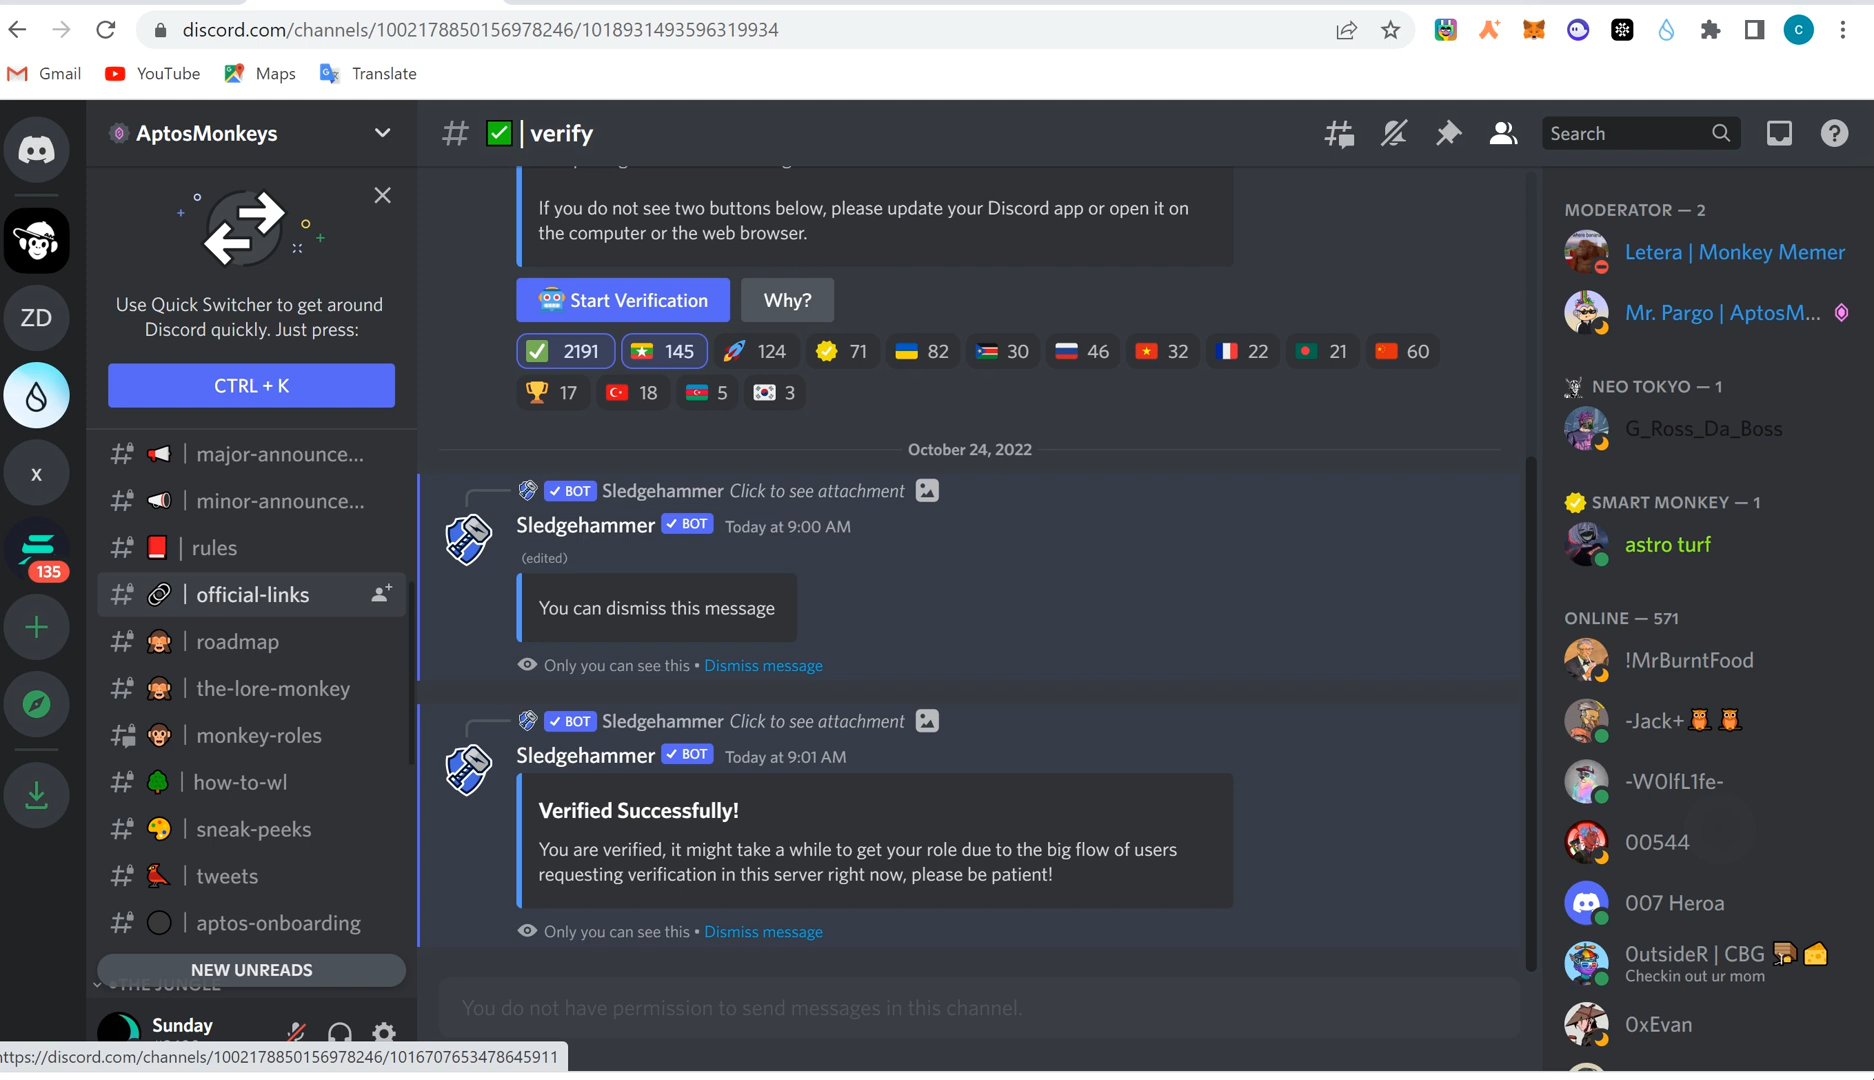 discord.com/channels/1002178850156978246/1018931493596319934
C
Gmail YouTube Maps Translate
AptosMonkeys
Use Quick Switcher to get around
Discord quickly. Just press:
CTRL + K
ZD
x
135
major-announce...
minor-announce...
rules
official-links
roadmap
the-lore-monkey
monkey-roles
how-to-wl
sneak-peeks
tweets
aptos-onboarding
NEW UNREADS
THE JUNGLE
Sunday
https://discord.com/channels/1002178850156978246/1016707653478645911
| verify
Search
If you do not see two buttons below, please update your Discord app or open it on
the computer or the web browser.
Start Verification Why?
2191 145 124 71 82 30 46 32 22 21 60
17 18 5 3
October 24, 2022
BOT Sledgehammer Click to see attachment
Sledgehammer BOT Today at 9:00 AM
(edited)
You can dismiss this message
Only you can see this • Dismiss message
BOT Sledgehammer Click to see attachment
Sledgehammer BOT Today at 9:01 AM
Verified Successfully!
You are verified, it might take a while to get your role due to the big flow of users
requesting verification in this server right now, please be patient!
Only you can see this • Dismiss message
You do not have permission to send messages in this channel.
MODERATOR — 2
Letera | Monkey Memer
Mr. Pargo | AptosM...
NEO TOKYO — 1
G_Ross_Da_Boss
SMART MONKEY — 1
astro turf
ONLINE — 571
!MrBurntFood
-Jack+
-W0lfL1fe-
00544
007 Heroa
0utsideR | CBG
Checkin out ur mom
0xEvan